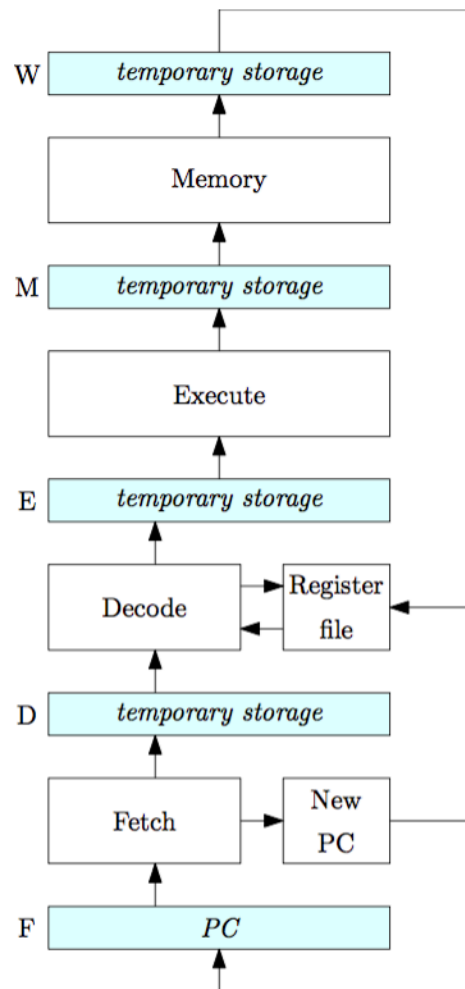 W temporary storage
Memory
M temporary storage
Execute
E temporary storage
Decode
Register
file
D temporary storage
Fetch
New
PC
F PC